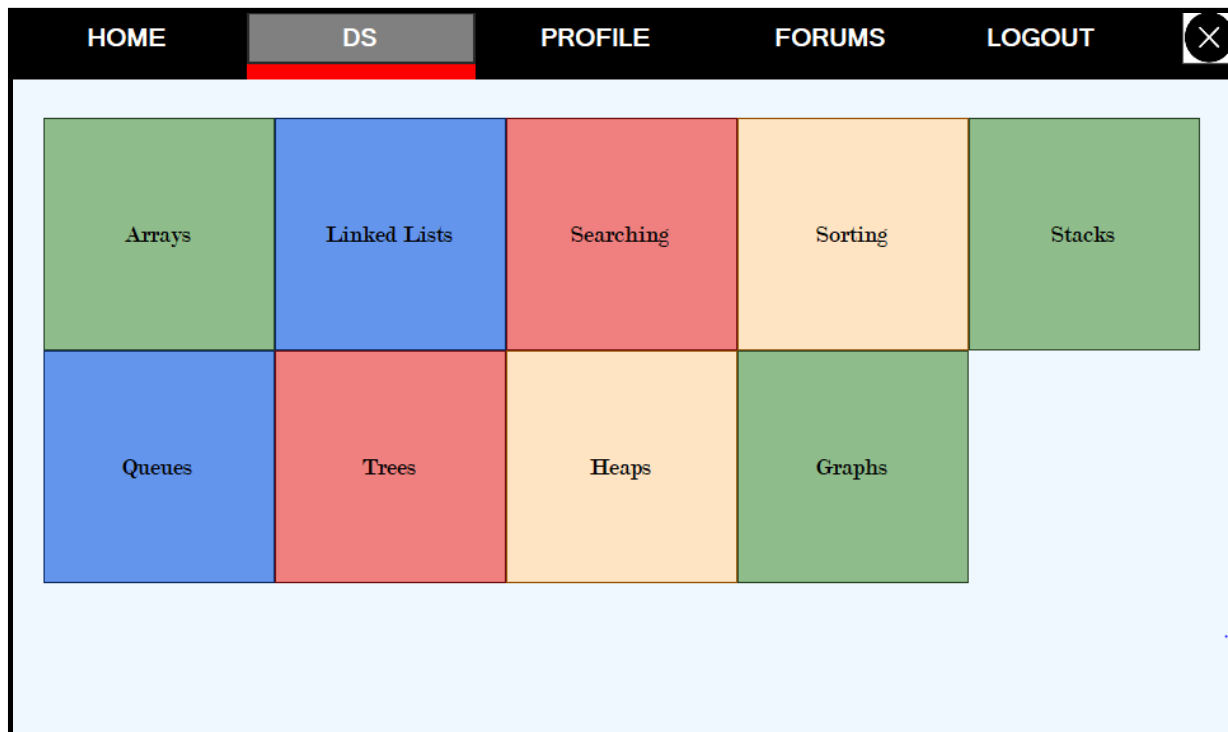 HOME DS PROFILE FORUMS LOGOUT
Arrays Linked Lists Searching Sorting Stacks
Queues Trees Heaps Graphs